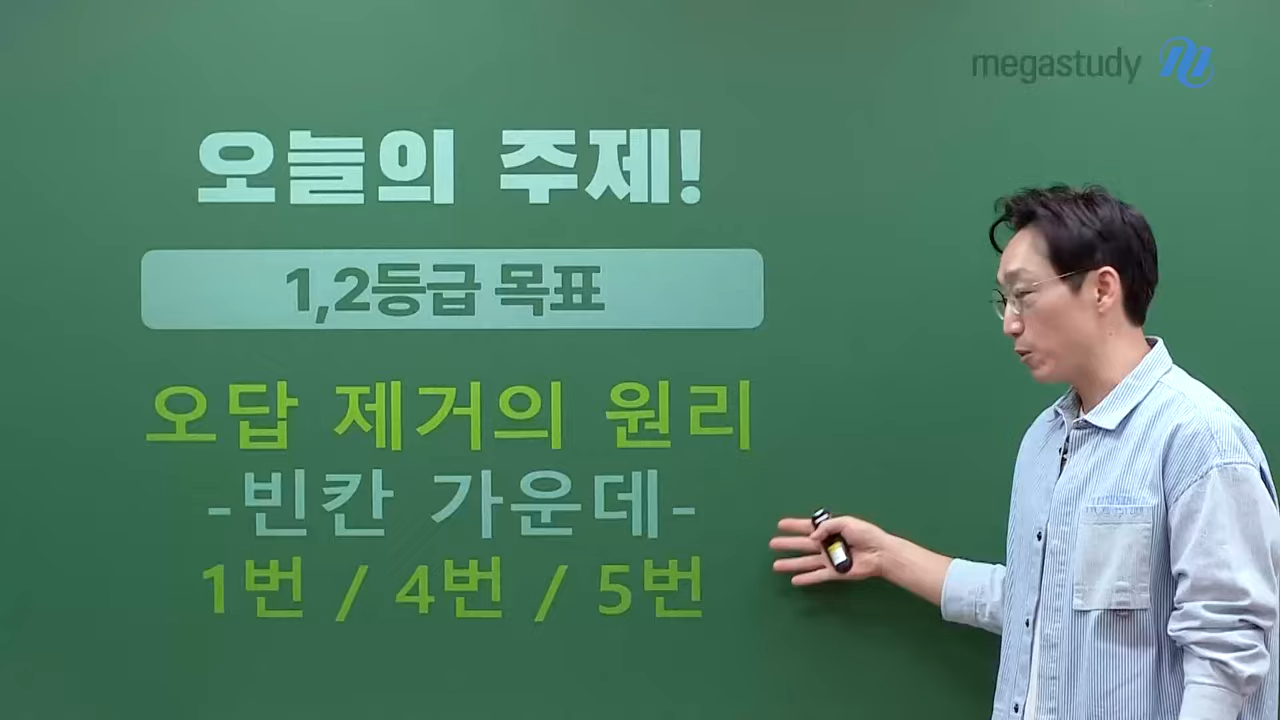 megastudy
오늘의 주제!
1,2등급 목표
오답 제거의 원리
-빈칸 가운데-
1번 / 4번 / 5번